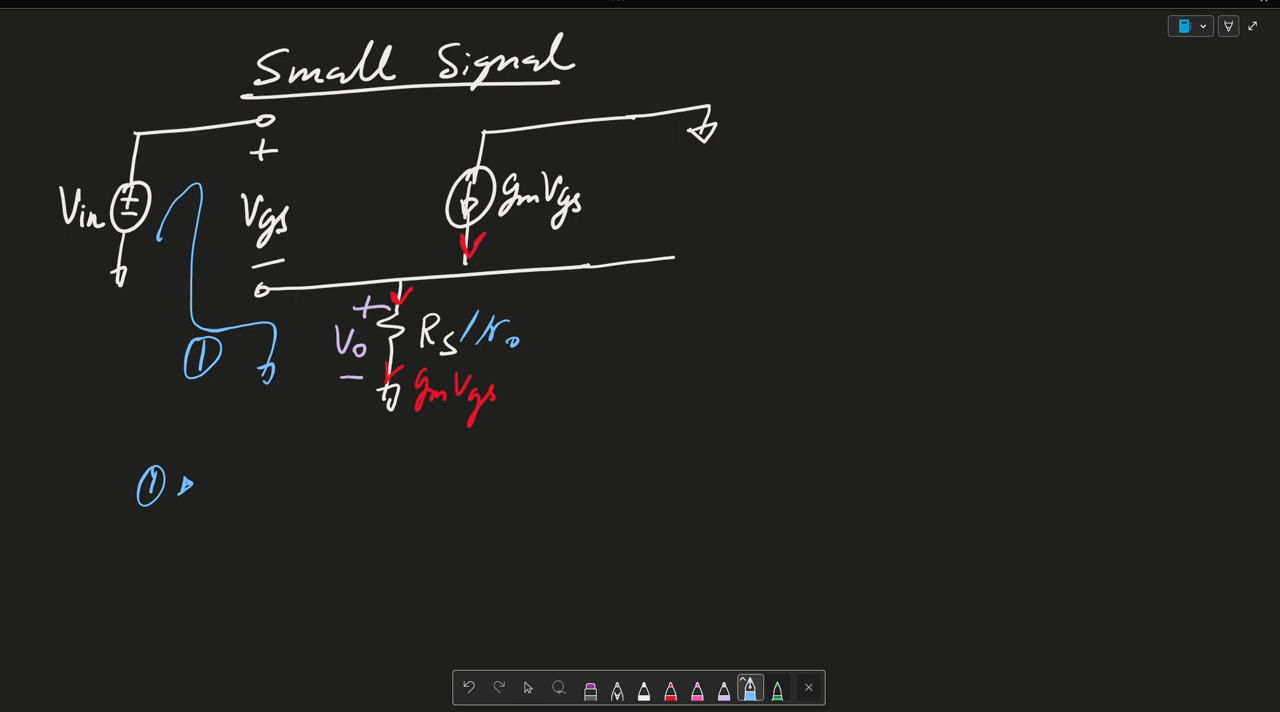 Small Signal
+
Vin
+
−
Vgs
gmVgs
−
+
Vo
−
RS//ro
gmVgs
①
①